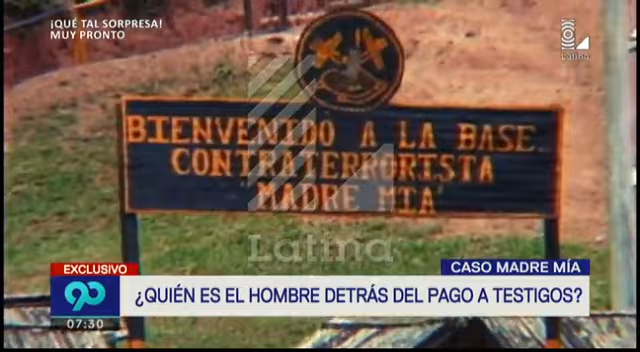 ¡QUÉ TAL SORPRESA!
MUY PRONTO
Latina
BIENVENIDO A LA BASE
CONTRATERRORISTA
"MADRE MIA"
Latina
CASO MADRE MÍA
EXCLUSIVO
90
¿QUIÉN ES EL HOMBRE DETRÁS DEL PAGO A TESTIGOS?
07:30